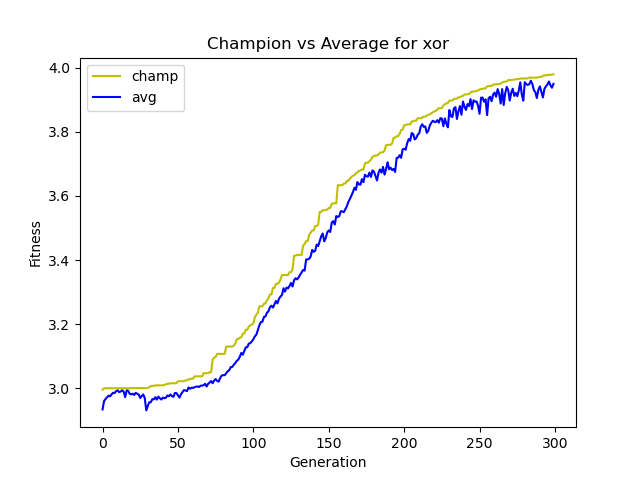 Champion vs Average for xor
champ
avg
Fitness
4.0
3.8
3.6
3.4
3.2
3.0
0 50 100 150 200 250 300
Generation